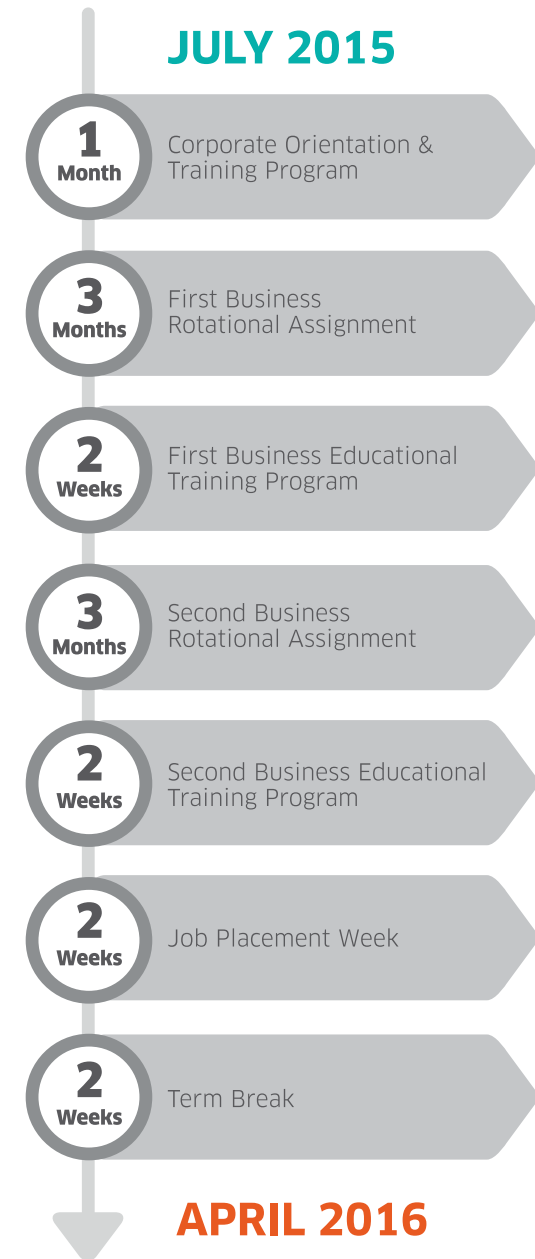 JULY 2015
1
Month
Corporate Orientation &
Training Program
3
Months
First Business
Rotational Assignment
2
Weeks
First Business Educational
Training Program
3
Months
Second Business
Rotational Assignment
2
Weeks
Second Business Educational
Training Program
2
Weeks
Job Placement Week
2
Weeks
Term Break
APRIL 2016